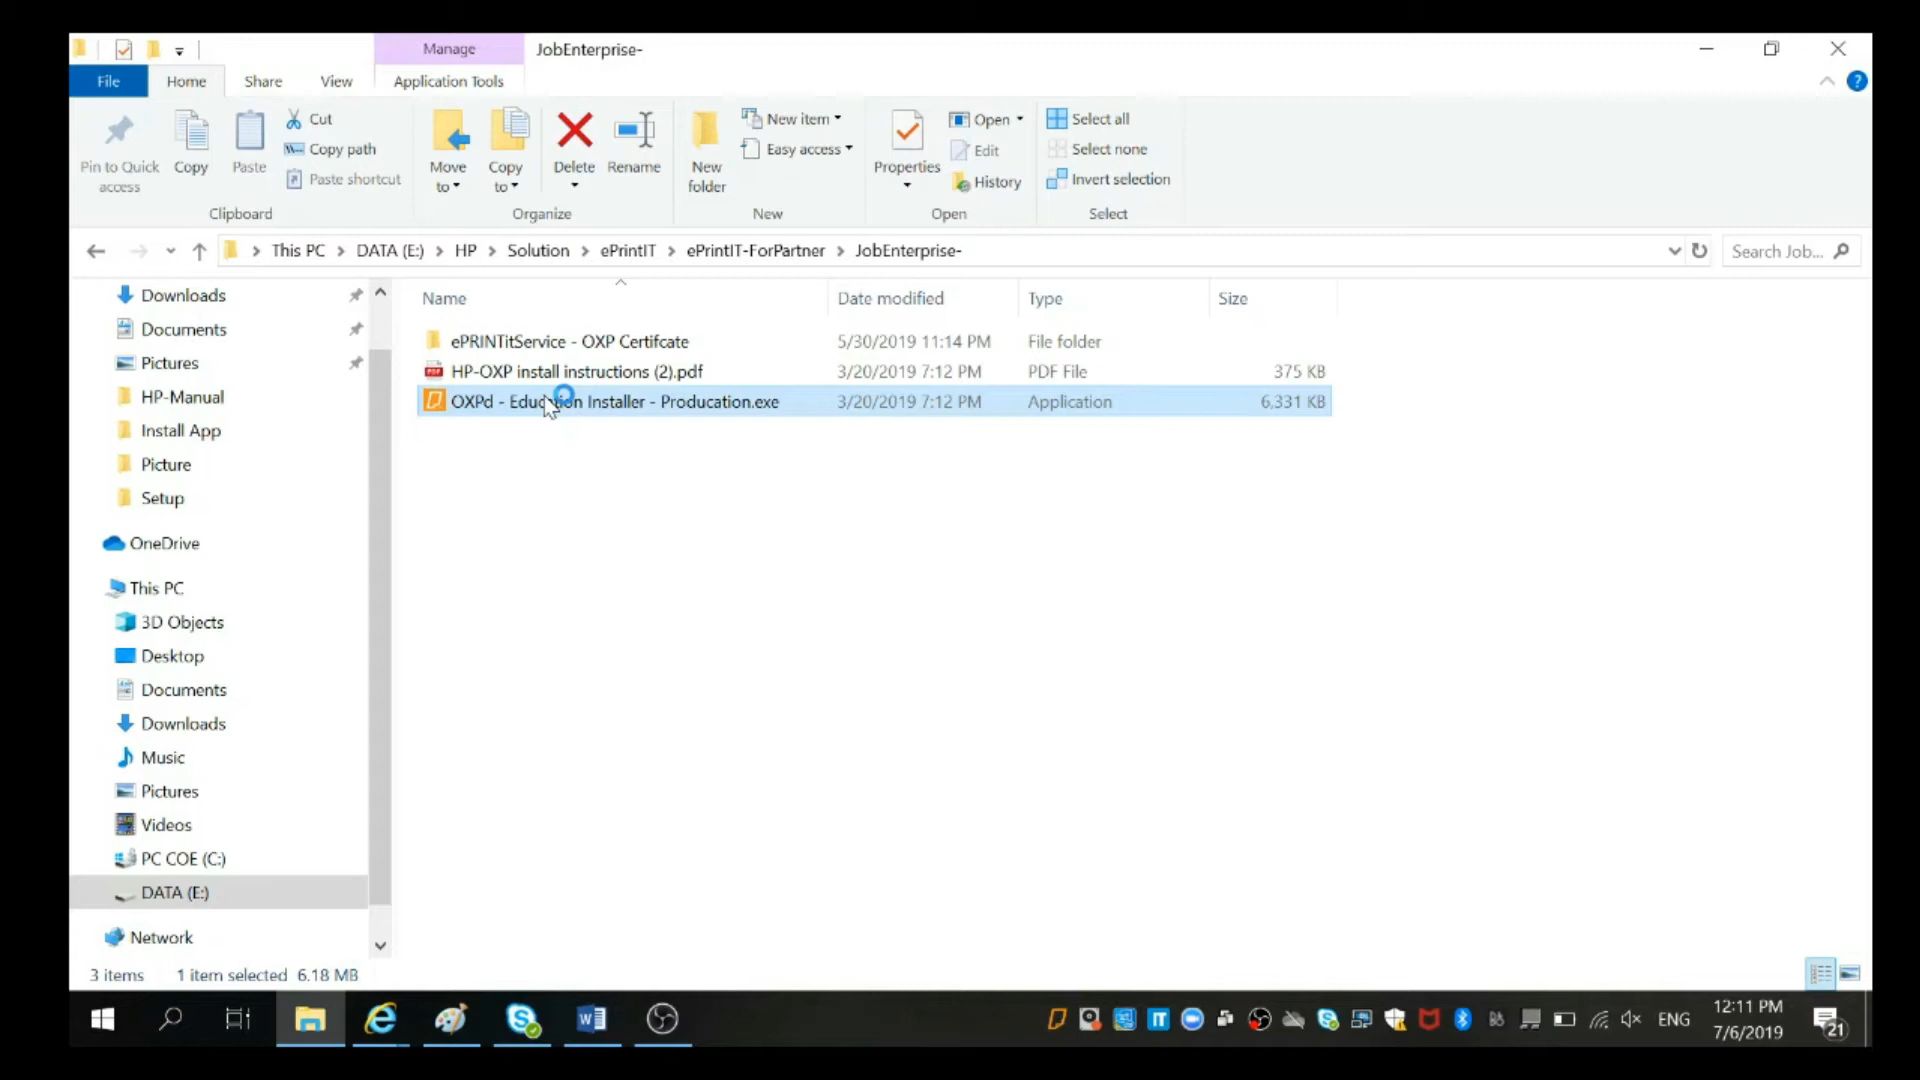 Manage
JobEnterprise-
File
Home
Share
View
Application Tools
Pin to Quick access
Copy
Paste
Cut
Copy path
Paste shortcut
Clipboard
Move to
Copy to
Delete
Rename
Organize
New folder
New item
Easy access
New
Properties
Open
Edit
History
Open
Select all
Select none
Invert selection
Select
This PC > DATA (E:) > HP > Solution > ePrintIT > ePrintIT-ForPartner > JobEnterprise-
Search Job...
Downloads
Documents
Pictures
HP-Manual
Install App
Picture
Setup
OneDrive
This PC
3D Objects
Desktop
Documents
Downloads
Music
Pictures
Videos
PC COE (C:)
DATA (E:)
Network
Name Date modified Type Size
ePRINTitService - OXP Certifcate 5/30/2019 11:14 PM File folder
HP-OXP install instructions (2).pdf 3/20/2019 7:12 PM PDF File 375 KB
OXPd - Education Installer - Producation.exe 3/20/2019 7:12 PM Application 6,331 KB
3 items 1 item selected 6.18 MB
ENG
12:11 PM
7/6/2019
21